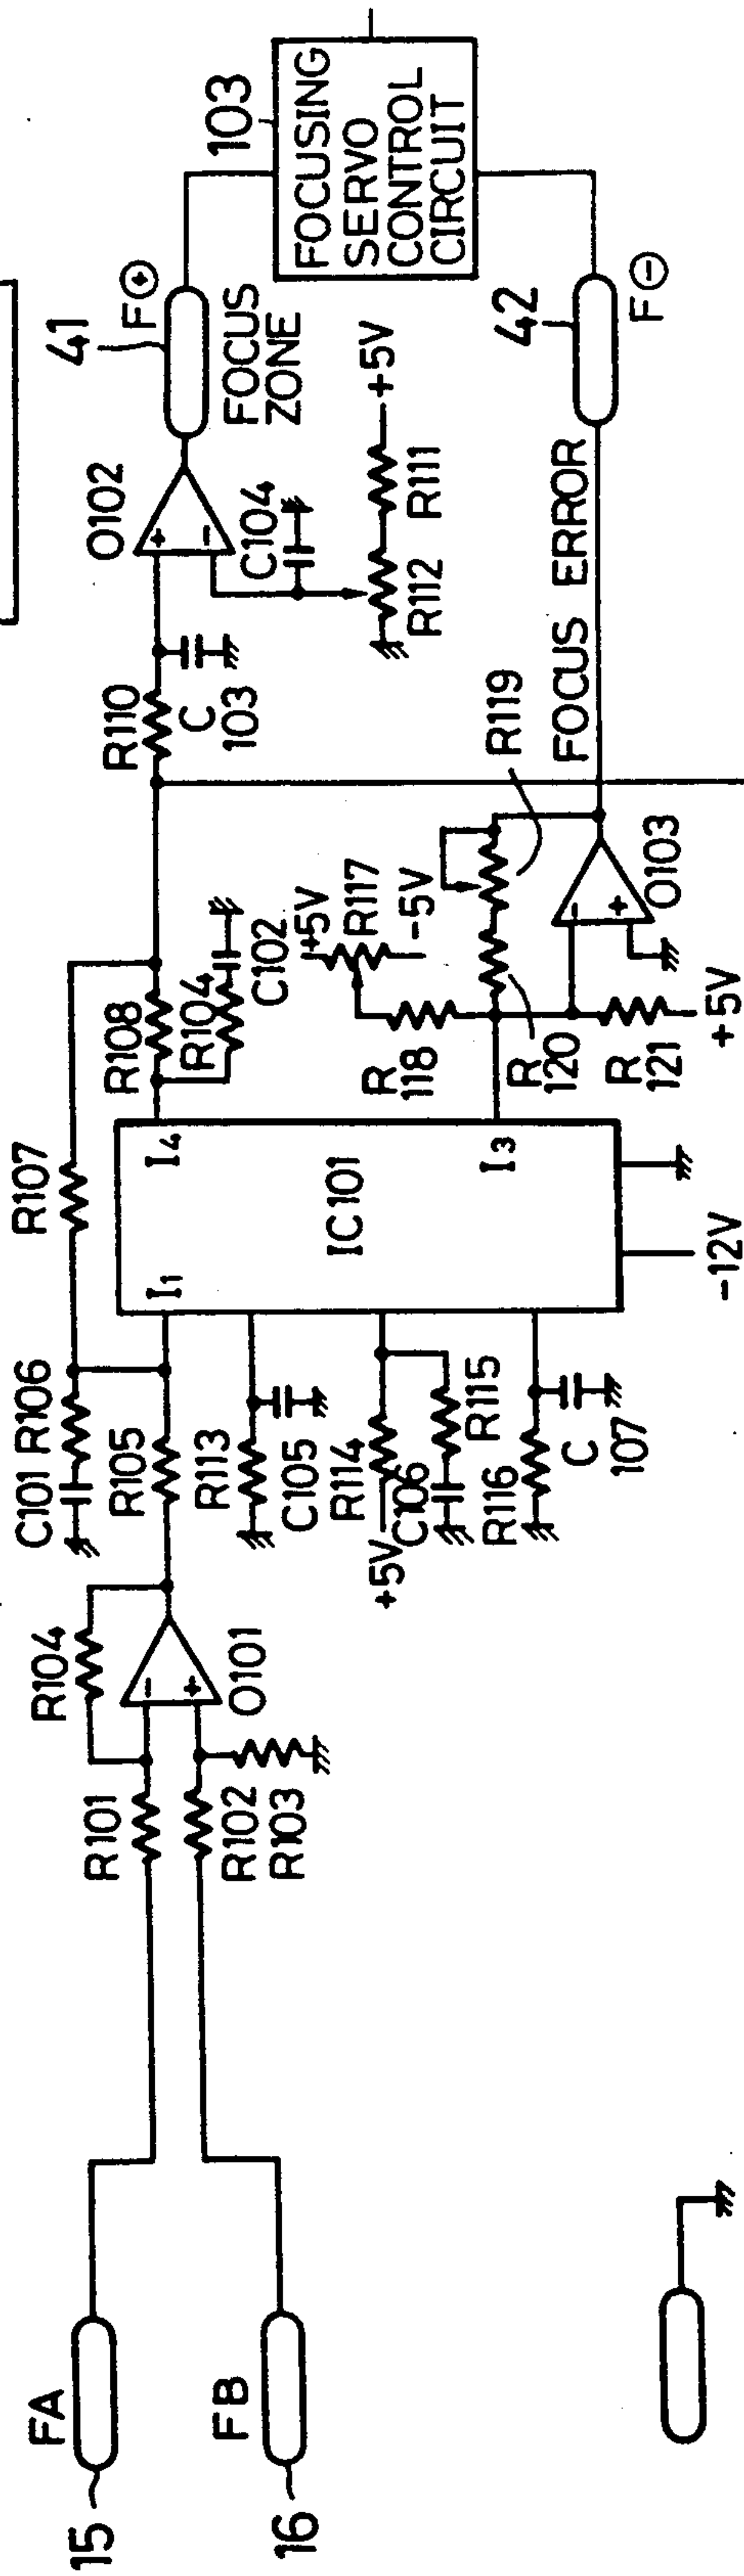 15
FA
16
FB
R101
R102
R103
R104
O101
−
+
C101
R106
R105
R107
R113
C105
R114
+5V
C106
R115
R116
C
107
I1
I4
IC101
I3
−12V
R108
R104
C102
+5V
R117
−5V
R
118
R
120
R
121
+5V
R119
−
+
O103
R110
C
103
O102
+
−
C104
R112
R111
+5V
41
F⊕
FOCUS
ZONE
FOCUS ERROR
42
F⊖
103
FOCUSING
SERVO
CONTROL
CIRCUIT